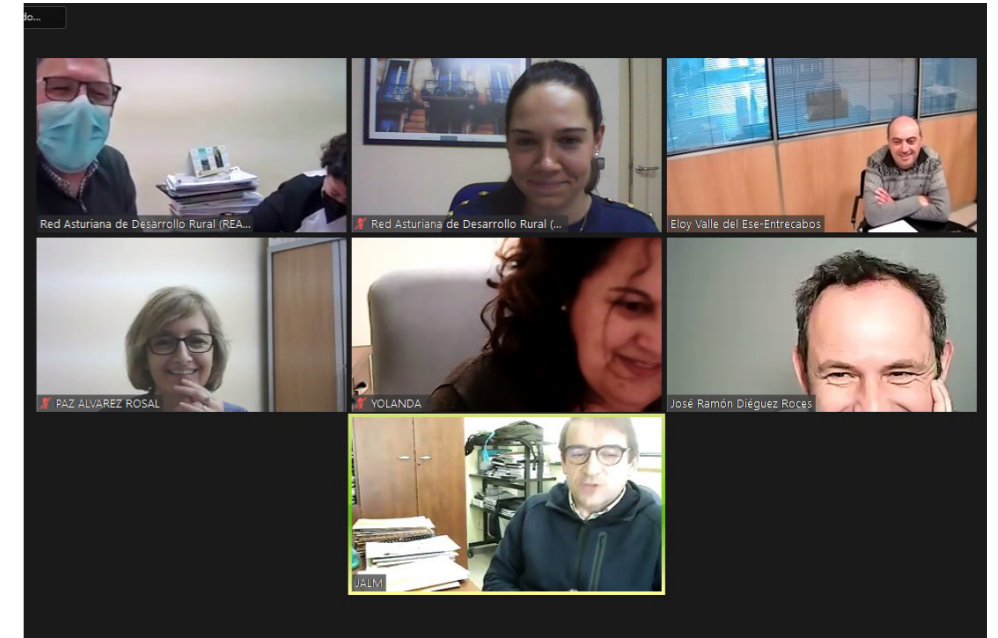 do...
Red Asturiana de Desarrollo Rural (REA...
Red Asturiana de Desarrollo Rural (...
Eloy Valle del Ese-Entrecabos
PAZ ALVAREZ ROSAL
YOLANDA
José Ramón Diéguez Roces
JALM